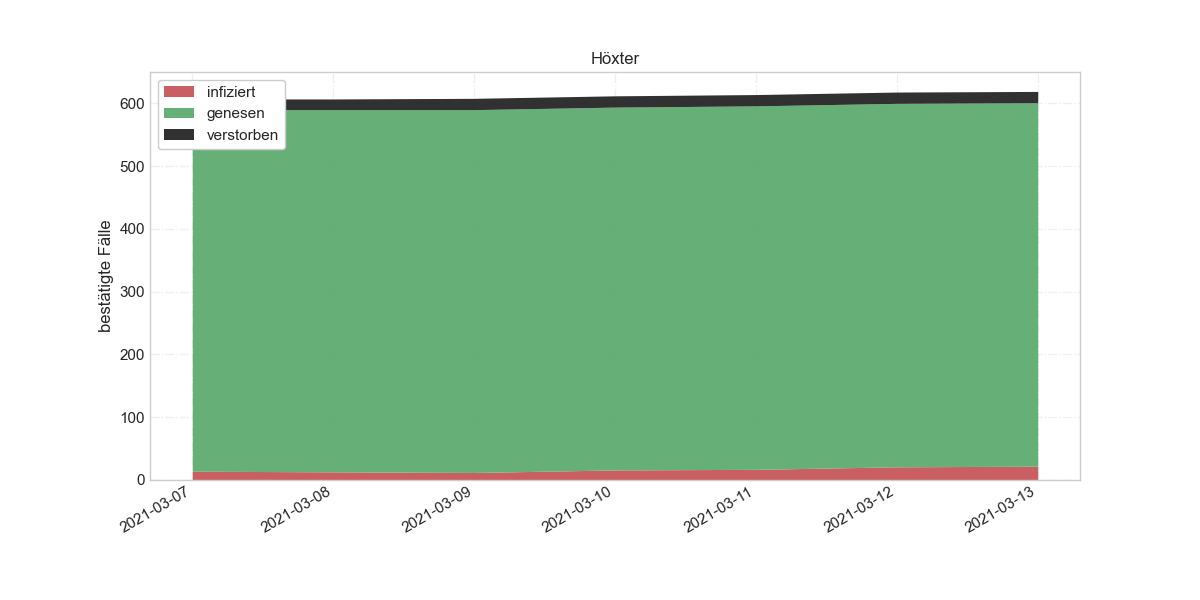 Höxter
infiziert
genesen
verstorben
bestätigte Fälle
600
500
400
300
200
100
0
2021-03-07
2021-03-08
2021-03-09
2021-03-10
2021-03-11
2021-03-12
2021-03-13